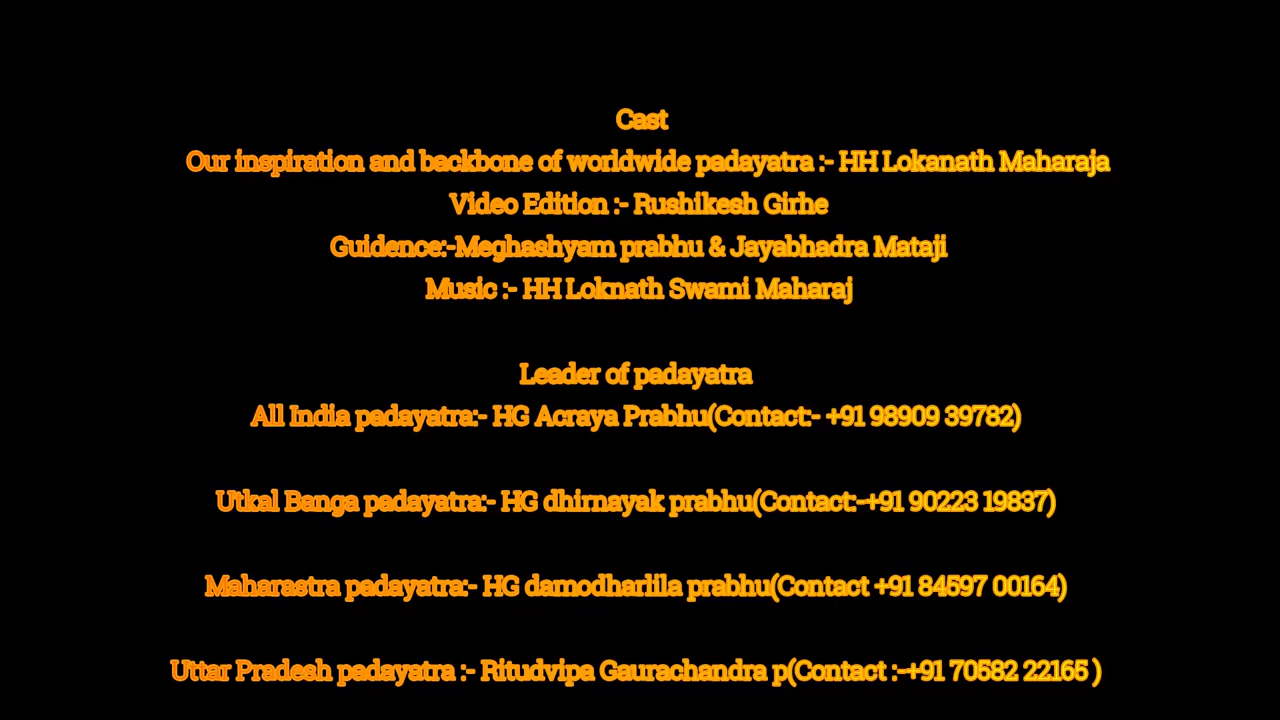 Cast
Our inspiration and backbone of worldwide padayatra :- HH Lokanath Maharaja
Video Edition :- Rushikesh Girhe
Guidence:-Meghashyam prabhu & Jayabhadra Mataji
Music :- HH Loknath Swami Maharaj
Leader of padayatra
All India padayatra:- HG Acraya Prabhu(Contact:- +91 98909 39782)
Utkal Banga padayatra:- HG dhirnayak prabhu(Contact:-+91 90223 19837)
Maharastra padayatra:- HG damodharlila prabhu(Contact +91 84597 00164)
Uttar Pradesh padayatra :- Ritudvipa Gaurachandra p(Contact :-+91 70582 22165 )